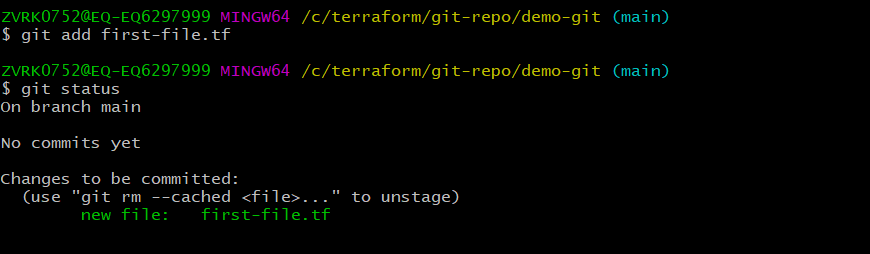 ZVRK0752@EQ-EQ6297999 MINGW64 /c/terraform/git-repo/demo-git (main)
$ git add first-file.tf
ZVRK0752@EQ-EQ6297999 MINGW64 /c/terraform/git-repo/demo-git (main)
$ git status
On branch main
No commits yet
Changes to be committed:
  (use "git rm --cached <file>..." to unstage)
        new file:   first-file.tf